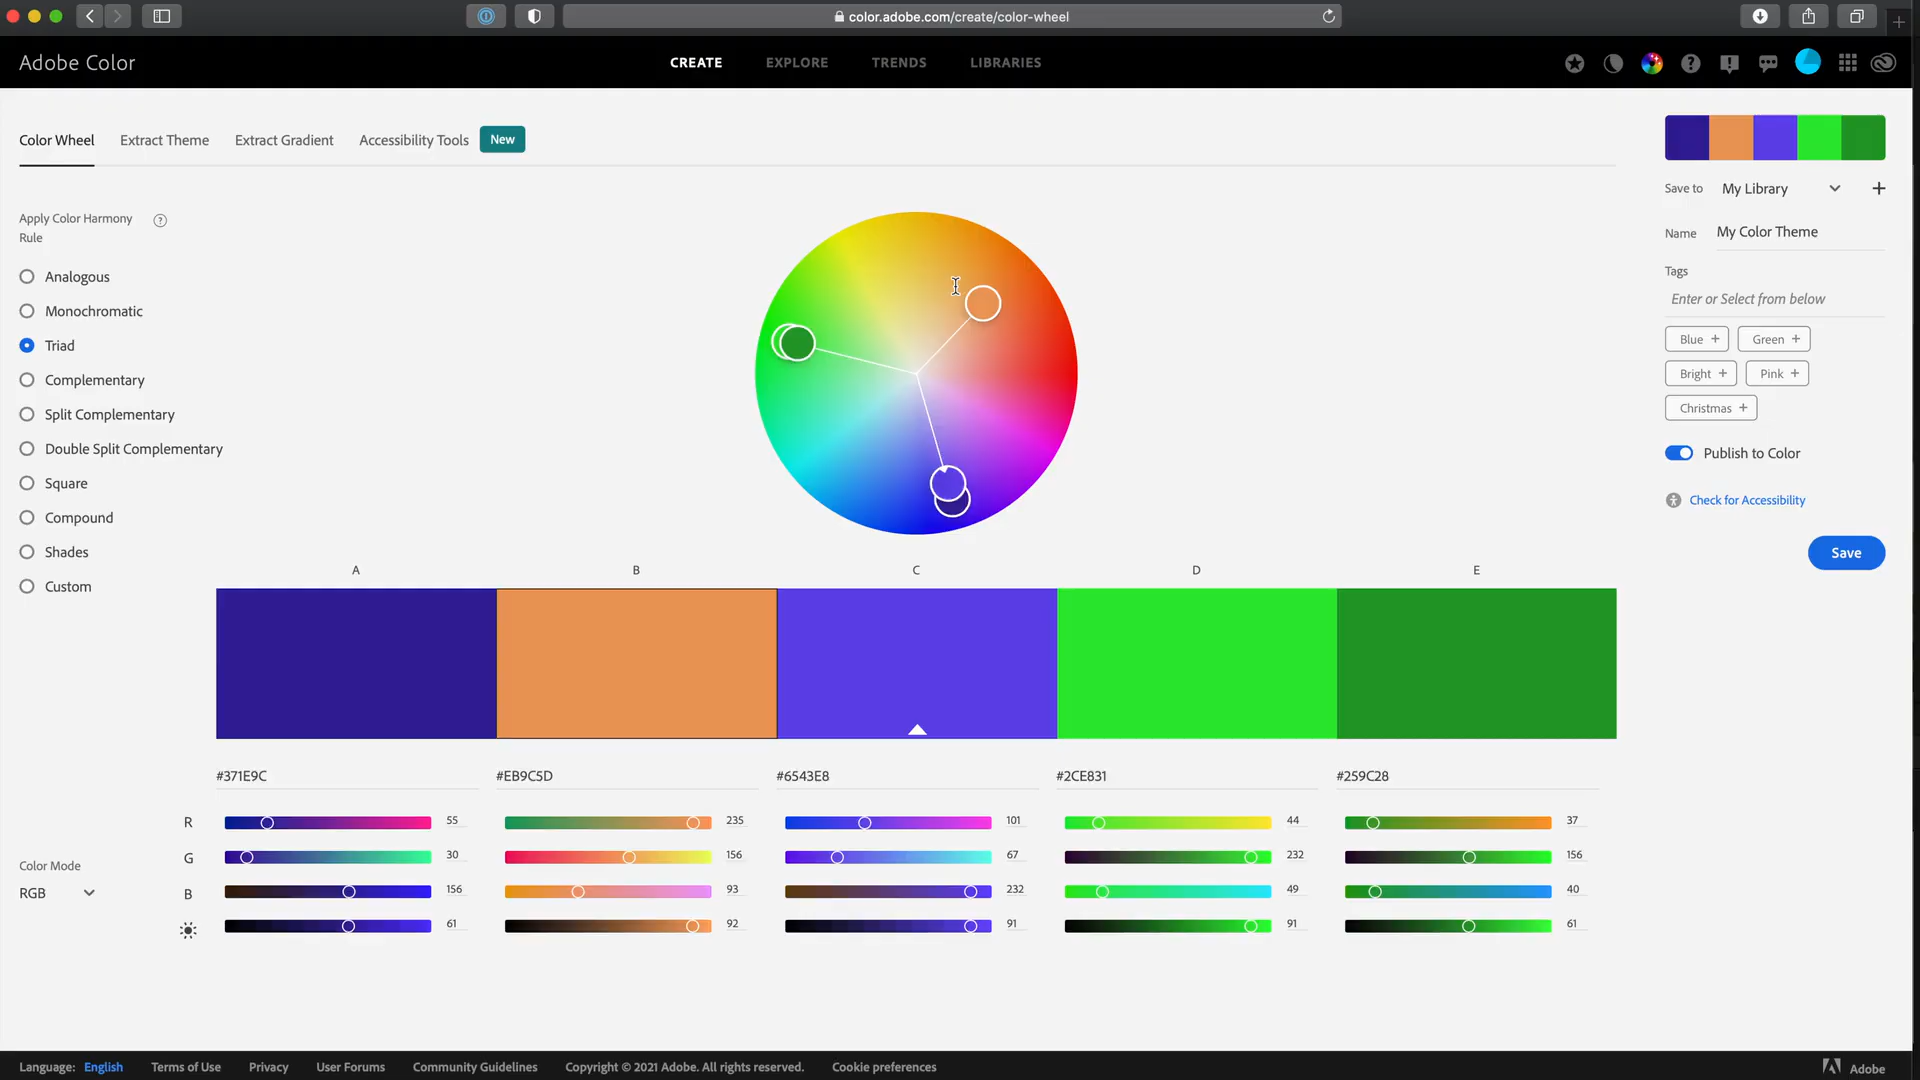 color.adobe.com/create/color-wheel
Adobe Color
CREATE
EXPLORE
TRENDS
LIBRARIES
Color Wheel
Extract Theme
Extract Gradient
Accessibility Tools
New
Save to
My Library
Name
My Color Theme
Tags
Enter or Select from below
Blue +
Green +
Bright +
Pink +
Christmas +
Publish to Color
Check for Accessibility
Save
Apply Color Harmony
Rule
Analogous
Monochromatic
Triad
Complementary
Split Complementary
Double Split Complementary
Square
Compound
Shades
Custom
A
B
C
D
E
#371E9C
#EB9C5D
#6543E8
#2CE831
#259C28
R
55
235
101
44
37
G
30
156
67
232
156
B
156
93
232
49
40
61
92
91
91
61
Color Mode
RGB
Language: English
Terms of Use
Privacy
User Forums
Community Guidelines
Copyright © 2021 Adobe. All rights reserved.
Cookie preferences
Adobe